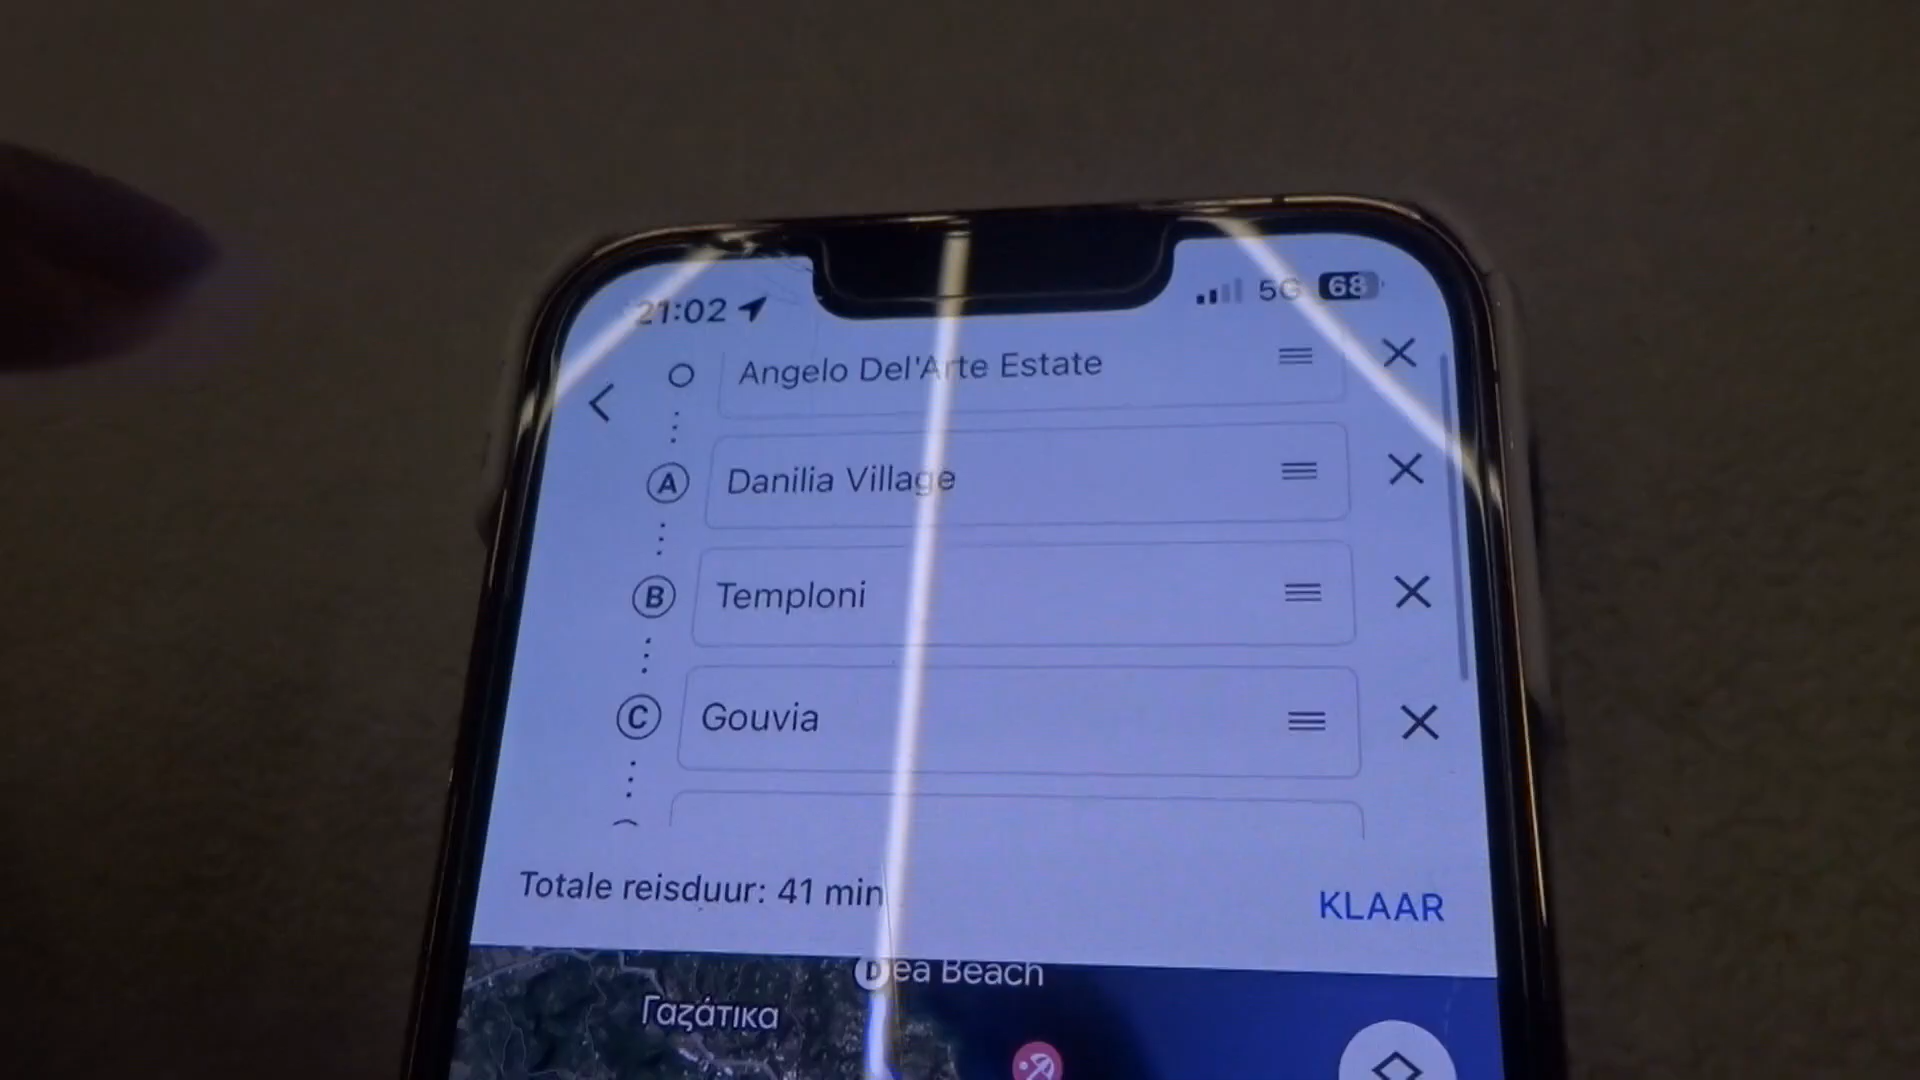 21:02 5G 68
Angelo Del'Arte Estate
A Danilia Village
B Temploni
C Gouvia
Totale reisduur: 41 min
KLAAR
D ea Beach
Γαζάτικα